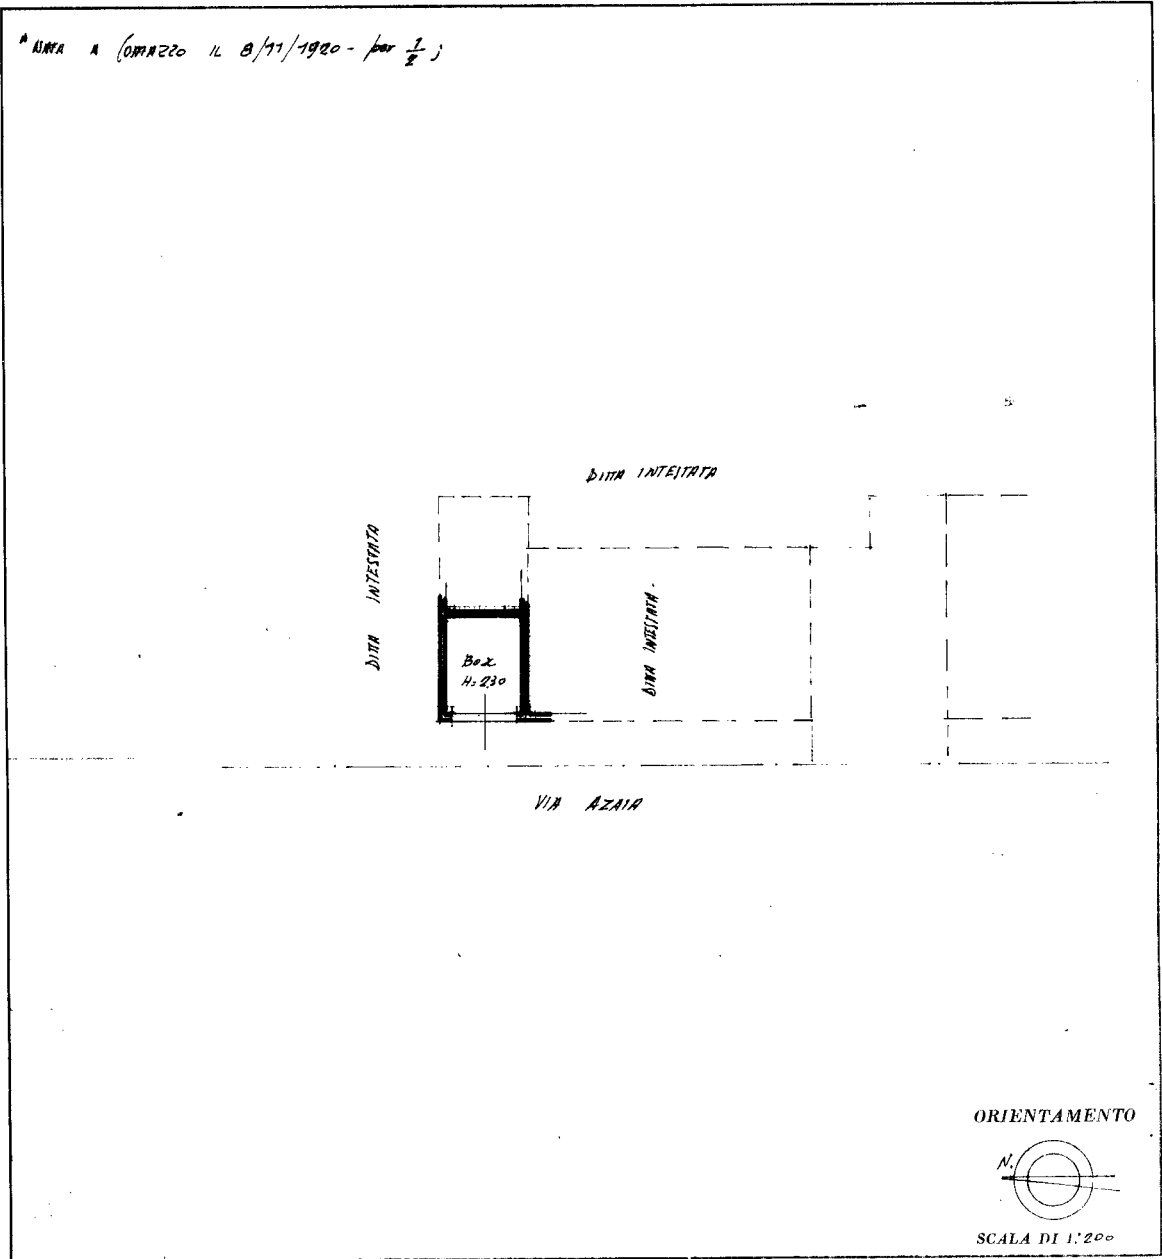 * NATA A COMAZZO IL 8/11/1920 - per 1/2 ;
DITTA INTESTATA
DITTA INTESTATA
DITTA INTESTATA -
Box
H=2,30
VIA AZAIA
ORIENTAMENTO
N.
SCALA DI 1:200